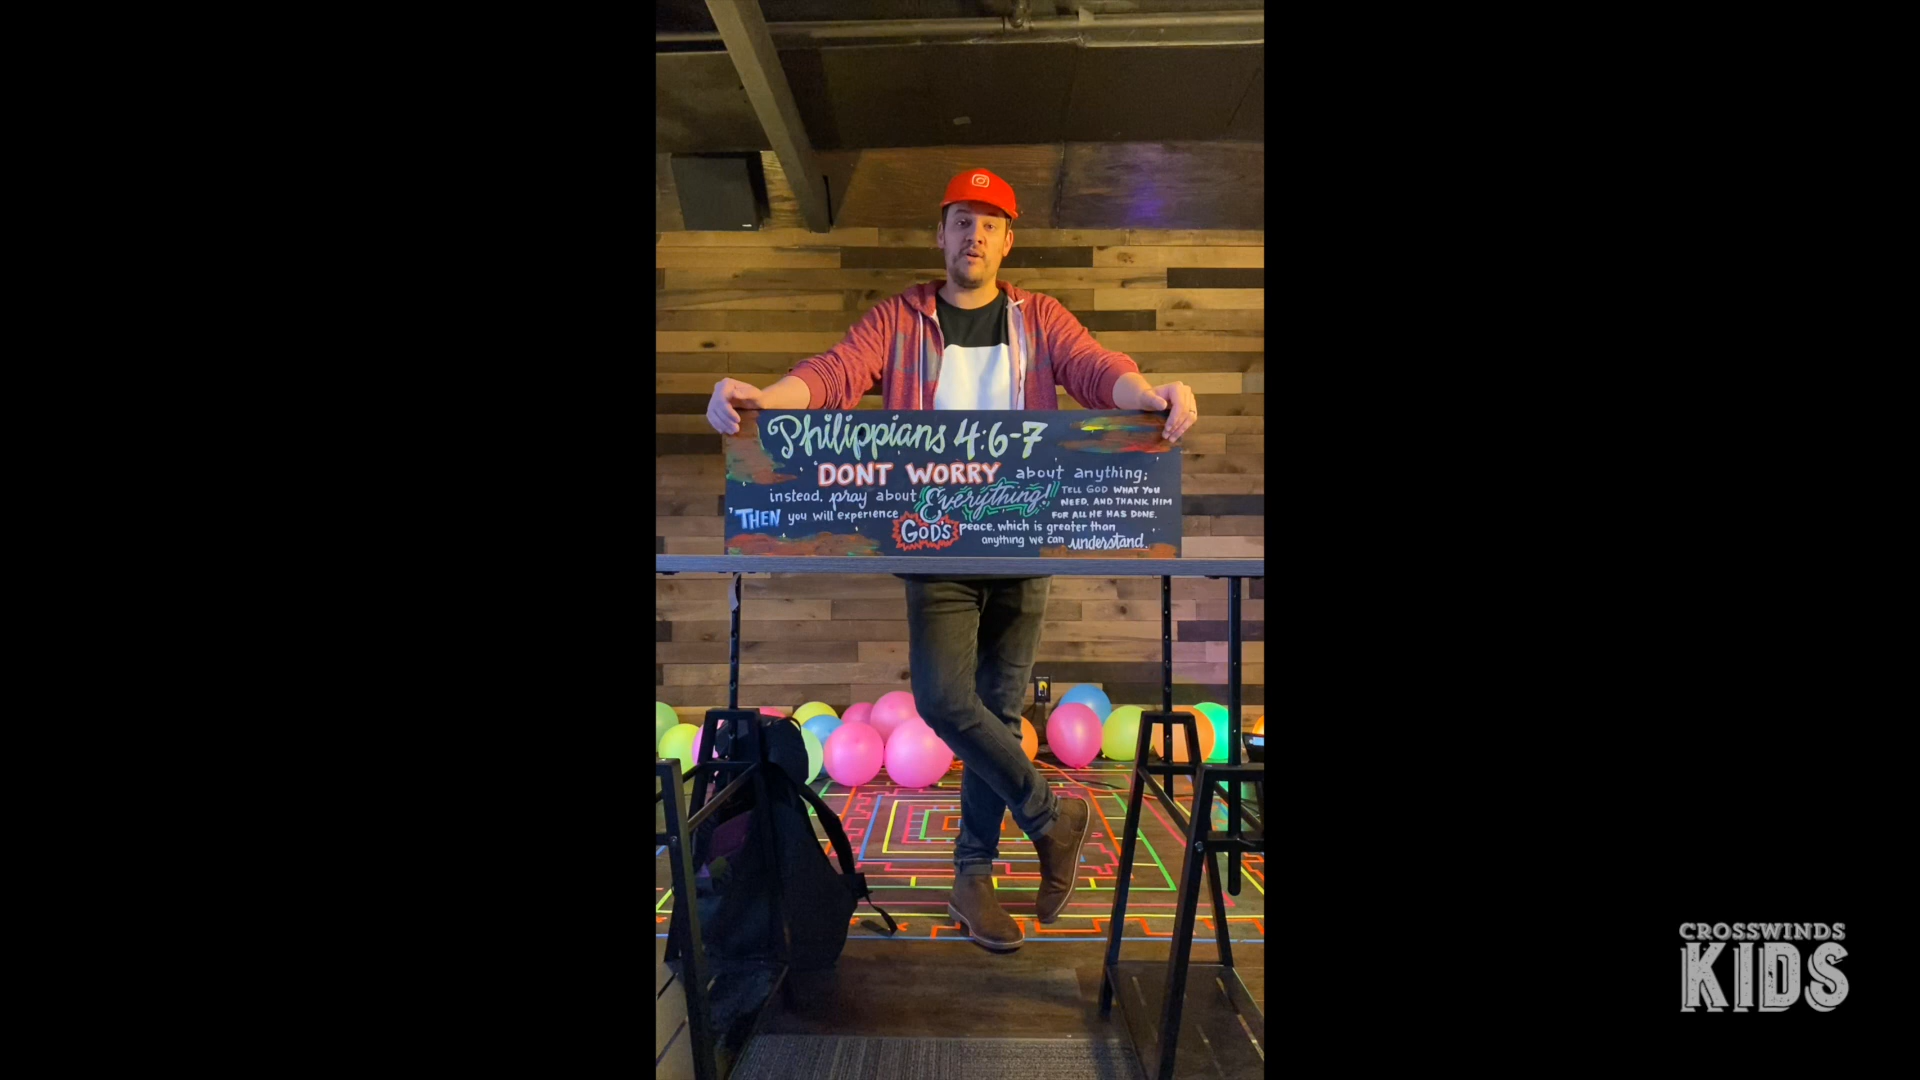 Philippians 4:6-7
DONT WORRY about anything;
instead, pray about Everything! TELL GOD WHAT YOU
NEED, AND THANK HIM
FOR ALL HE HAS DONE.
THEN you will experience
GOD'S peace, which is greater than
anything we can understand.
CROSSWINDS
KIDS